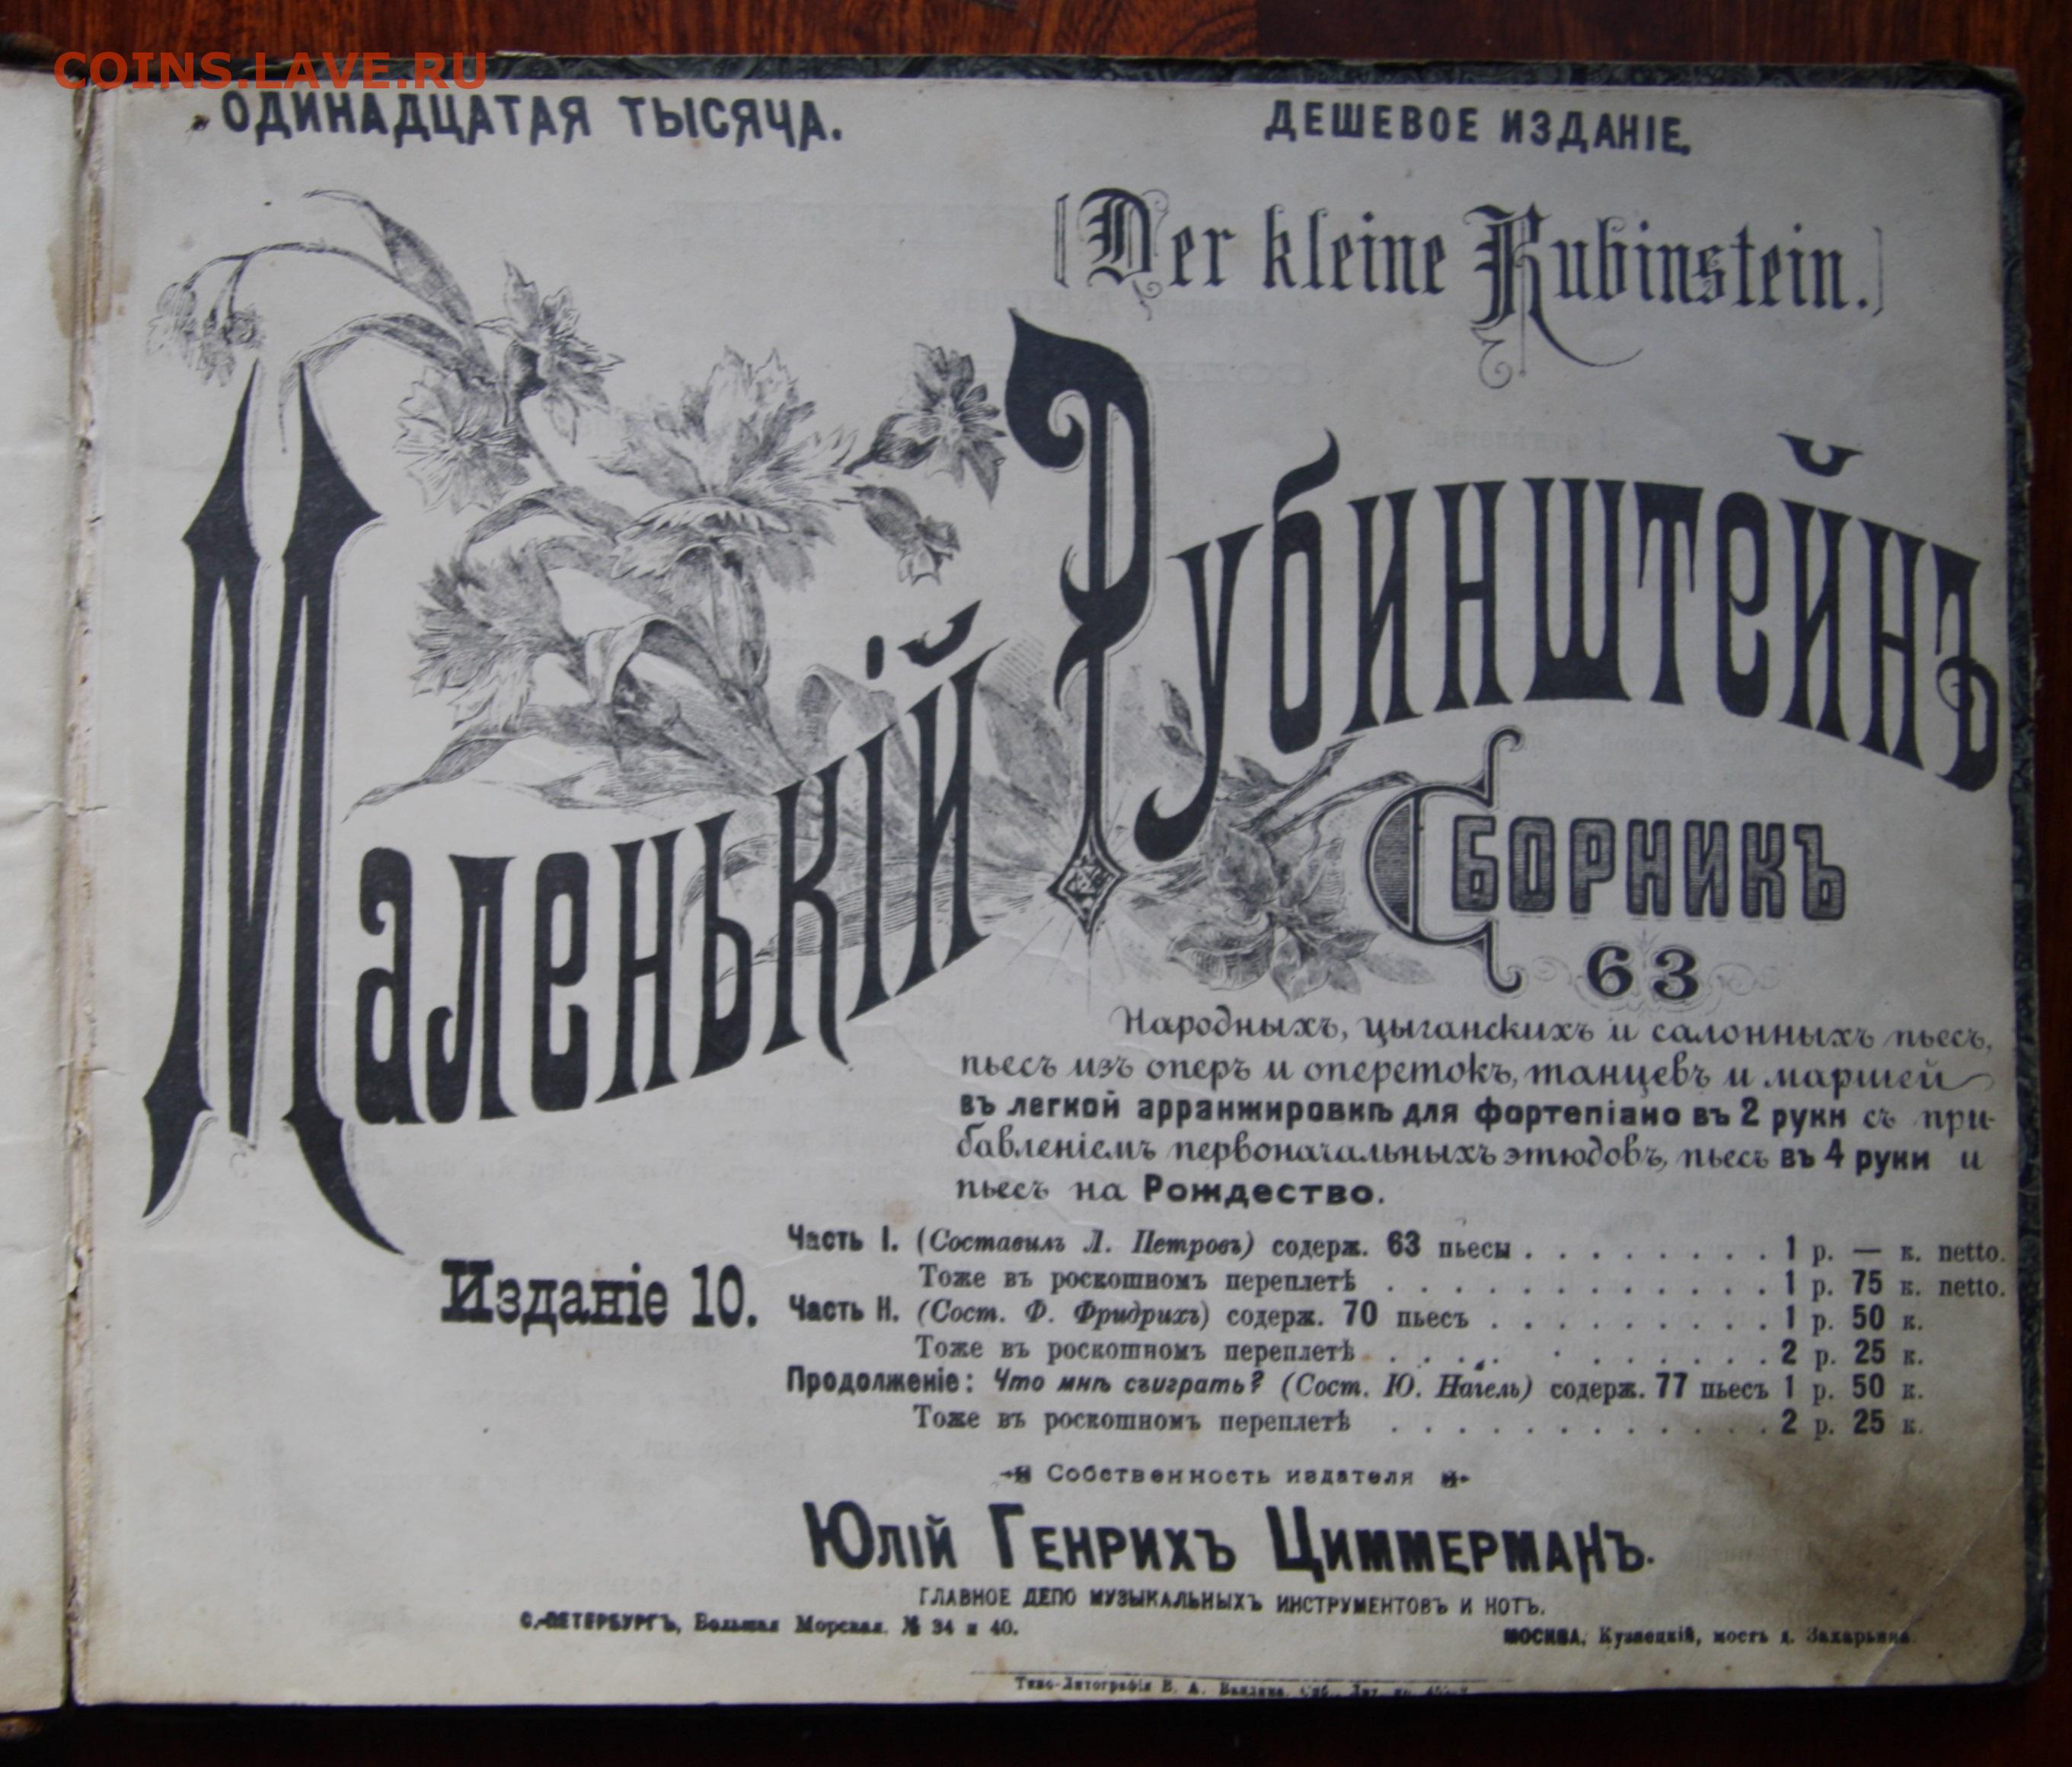 COINS.LAVE.RU
ОДИНАДЦАТАЯ ТЫСЯЧА.
ДЕШЕВОЕ ИЗДАНІЕ.
(Der kleine Rubinstein.)
Маленькій Рубинштейнъ
Сборникъ
63
Народныхъ, цыганскихъ и салонныхъ пьесъ,
пьесъ изъ оперъ и оперетокъ, танцевъ и маршей
въ легкой арранжировкѣ для фортепіано въ 2 руки съ при-
бавленіемъ первоначальныхъ этюдовъ, пьесъ въ 4 руки и
пьесъ на Рождество.
Изданіе 10.
Часть I. (Составилъ Л. Петровъ) содерж. 63 пьесы . . . . . . . . 1 р. — к. netto.
Тоже въ роскошномъ переплетѣ . . . . . . . . . . . . 1 р. 75 к. netto.
Часть II. (Сост. Ф. Фридрихъ) содерж. 70 пьесъ . . . . . . . . . 1 р. 50 к.
Тоже въ роскошномъ переплетѣ . . . . . . . . . . . . 2 р. 25 к.
Продолженіе: Что мнѣ съиграть? (Сост. Ю. Нагель) содерж. 77 пьесъ 1 р. 50 к.
Тоже въ роскошномъ переплетѣ . . . . . . . . . . . . 2 р. 25 к.
Собственность издателя
Юлій Генрихъ Циммерманъ.
ГЛАВНОЕ ДЕПО МУЗЫКАЛЬНЫХЪ ИНСТРУМЕНТОВЪ И НОТЪ.
С.-ПЕТЕРБУРГЪ, Большая Морская. № 34 и 40.
МОСКВА, Кузнецкій, мостъ д. Захарьина.
Типо-Литографія В. А. Спб.